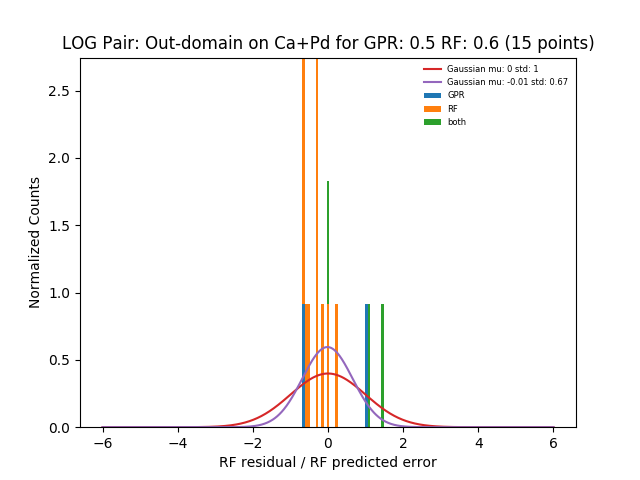 LOG Pair: Out-domain on Ca+Pd for GPR: 0.5 RF: 0.6 (15 points)
Gaussian mu: 0 std: 1
Gaussian mu: -0.01 std: 0.67
GPR
RF
both
Normalized Counts
2.5
2.0
1.5
1.0
0.5
0.0
−6 −4 −2 0 2 4 6
RF residual / RF predicted error